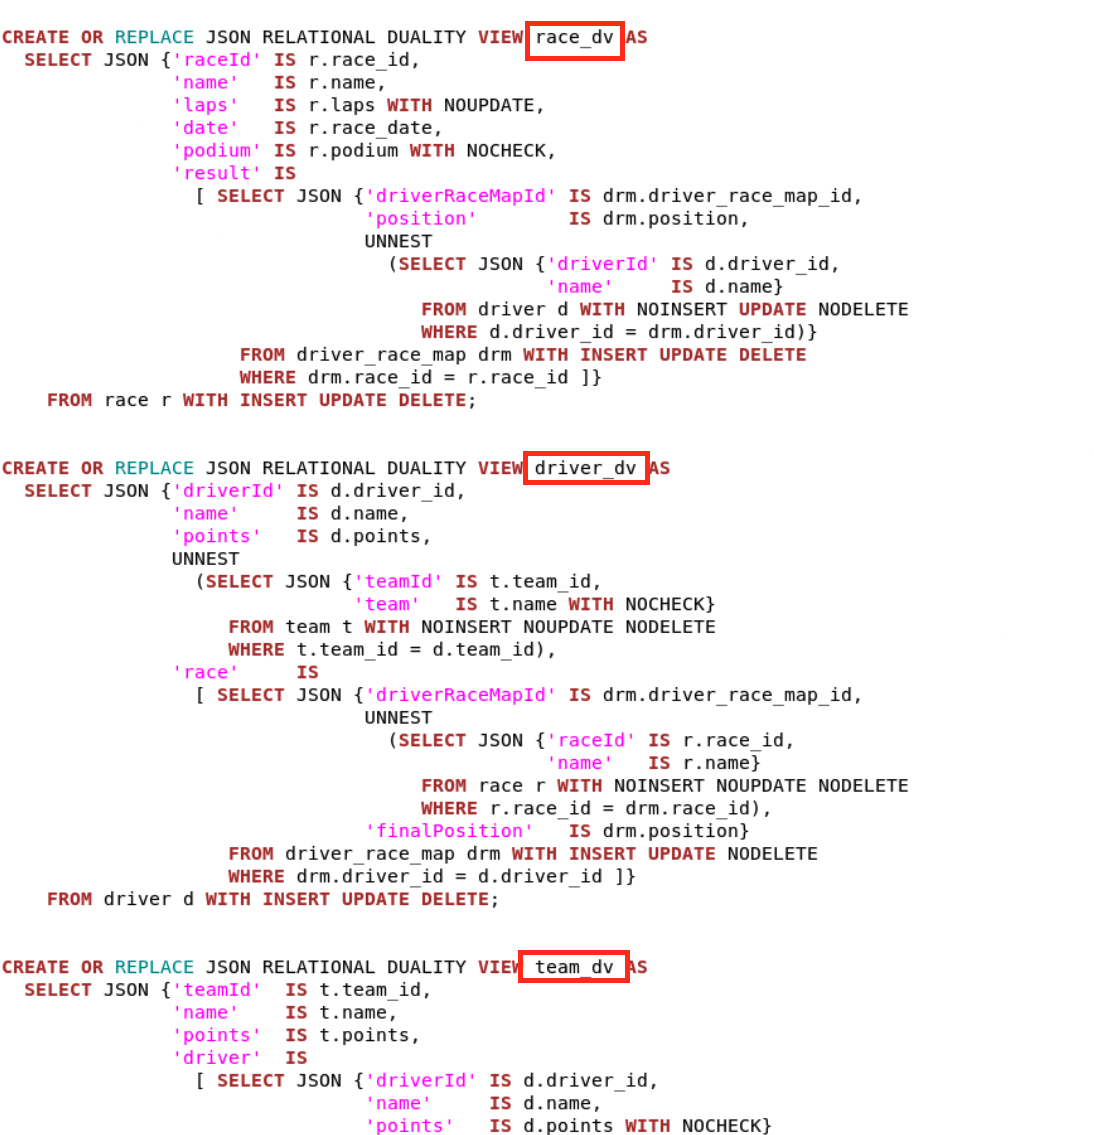 CREATE OR REPLACE JSON RELATIONAL DUALITY VIEW race_dv AS
  SELECT JSON {'raceId' IS r.race_id,
               'name'   IS r.name,
               'laps'   IS r.laps WITH NOUPDATE,
               'date'   IS r.race_date,
               'podium' IS r.podium WITH NOCHECK,
               'result' IS
                 [ SELECT JSON {'driverRaceMapId' IS drm.driver_race_map_id,
                                'position'        IS drm.position,
                                UNNEST
                                  (SELECT JSON {'driverId' IS d.driver_id,
                                                'name'     IS d.name}
                                     FROM driver d WITH NOINSERT UPDATE NODELETE
                                     WHERE d.driver_id = drm.driver_id)}
                     FROM driver_race_map drm WITH INSERT UPDATE DELETE
                     WHERE drm.race_id = r.race_id ]}
    FROM race r WITH INSERT UPDATE DELETE;
CREATE OR REPLACE JSON RELATIONAL DUALITY VIEW driver_dv AS
  SELECT JSON {'driverId' IS d.driver_id,
               'name'     IS d.name,
               'points'   IS d.points,
               UNNEST
                 (SELECT JSON {'teamId' IS t.team_id,
                               'team'   IS t.name WITH NOCHECK}
                    FROM team t WITH NOINSERT NOUPDATE NODELETE
                    WHERE t.team_id = d.team_id),
               'race'     IS
                 [ SELECT JSON {'driverRaceMapId' IS drm.driver_race_map_id,
                                UNNEST
                                  (SELECT JSON {'raceId' IS r.race_id,
                                                'name'   IS r.name}
                                     FROM race r WITH NOINSERT NOUPDATE NODELETE
                                     WHERE r.race_id = drm.race_id),
                                'finalPosition'   IS drm.position}
                    FROM driver_race_map drm WITH INSERT UPDATE NODELETE
                    WHERE drm.driver_id = d.driver_id ]}
    FROM driver d WITH INSERT UPDATE DELETE;
CREATE OR REPLACE JSON RELATIONAL DUALITY VIEW team_dv AS
  SELECT JSON {'teamId'  IS t.team_id,
               'name'    IS t.name,
               'points'  IS t.points,
               'driver'  IS
                 [ SELECT JSON {'driverId' IS d.driver_id,
                                'name'     IS d.name,
                                'points'   IS d.points WITH NOCHECK}